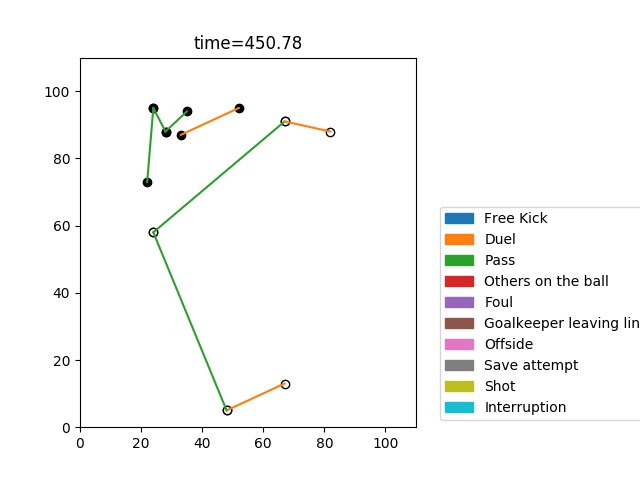 time=450.78
100
80
60
40
20
0
0 20 40 60 80 100
Free Kick
Duel
Pass
Others on the ball
Foul
Goalkeeper leaving lin
Offside
Save attempt
Shot
Interruption